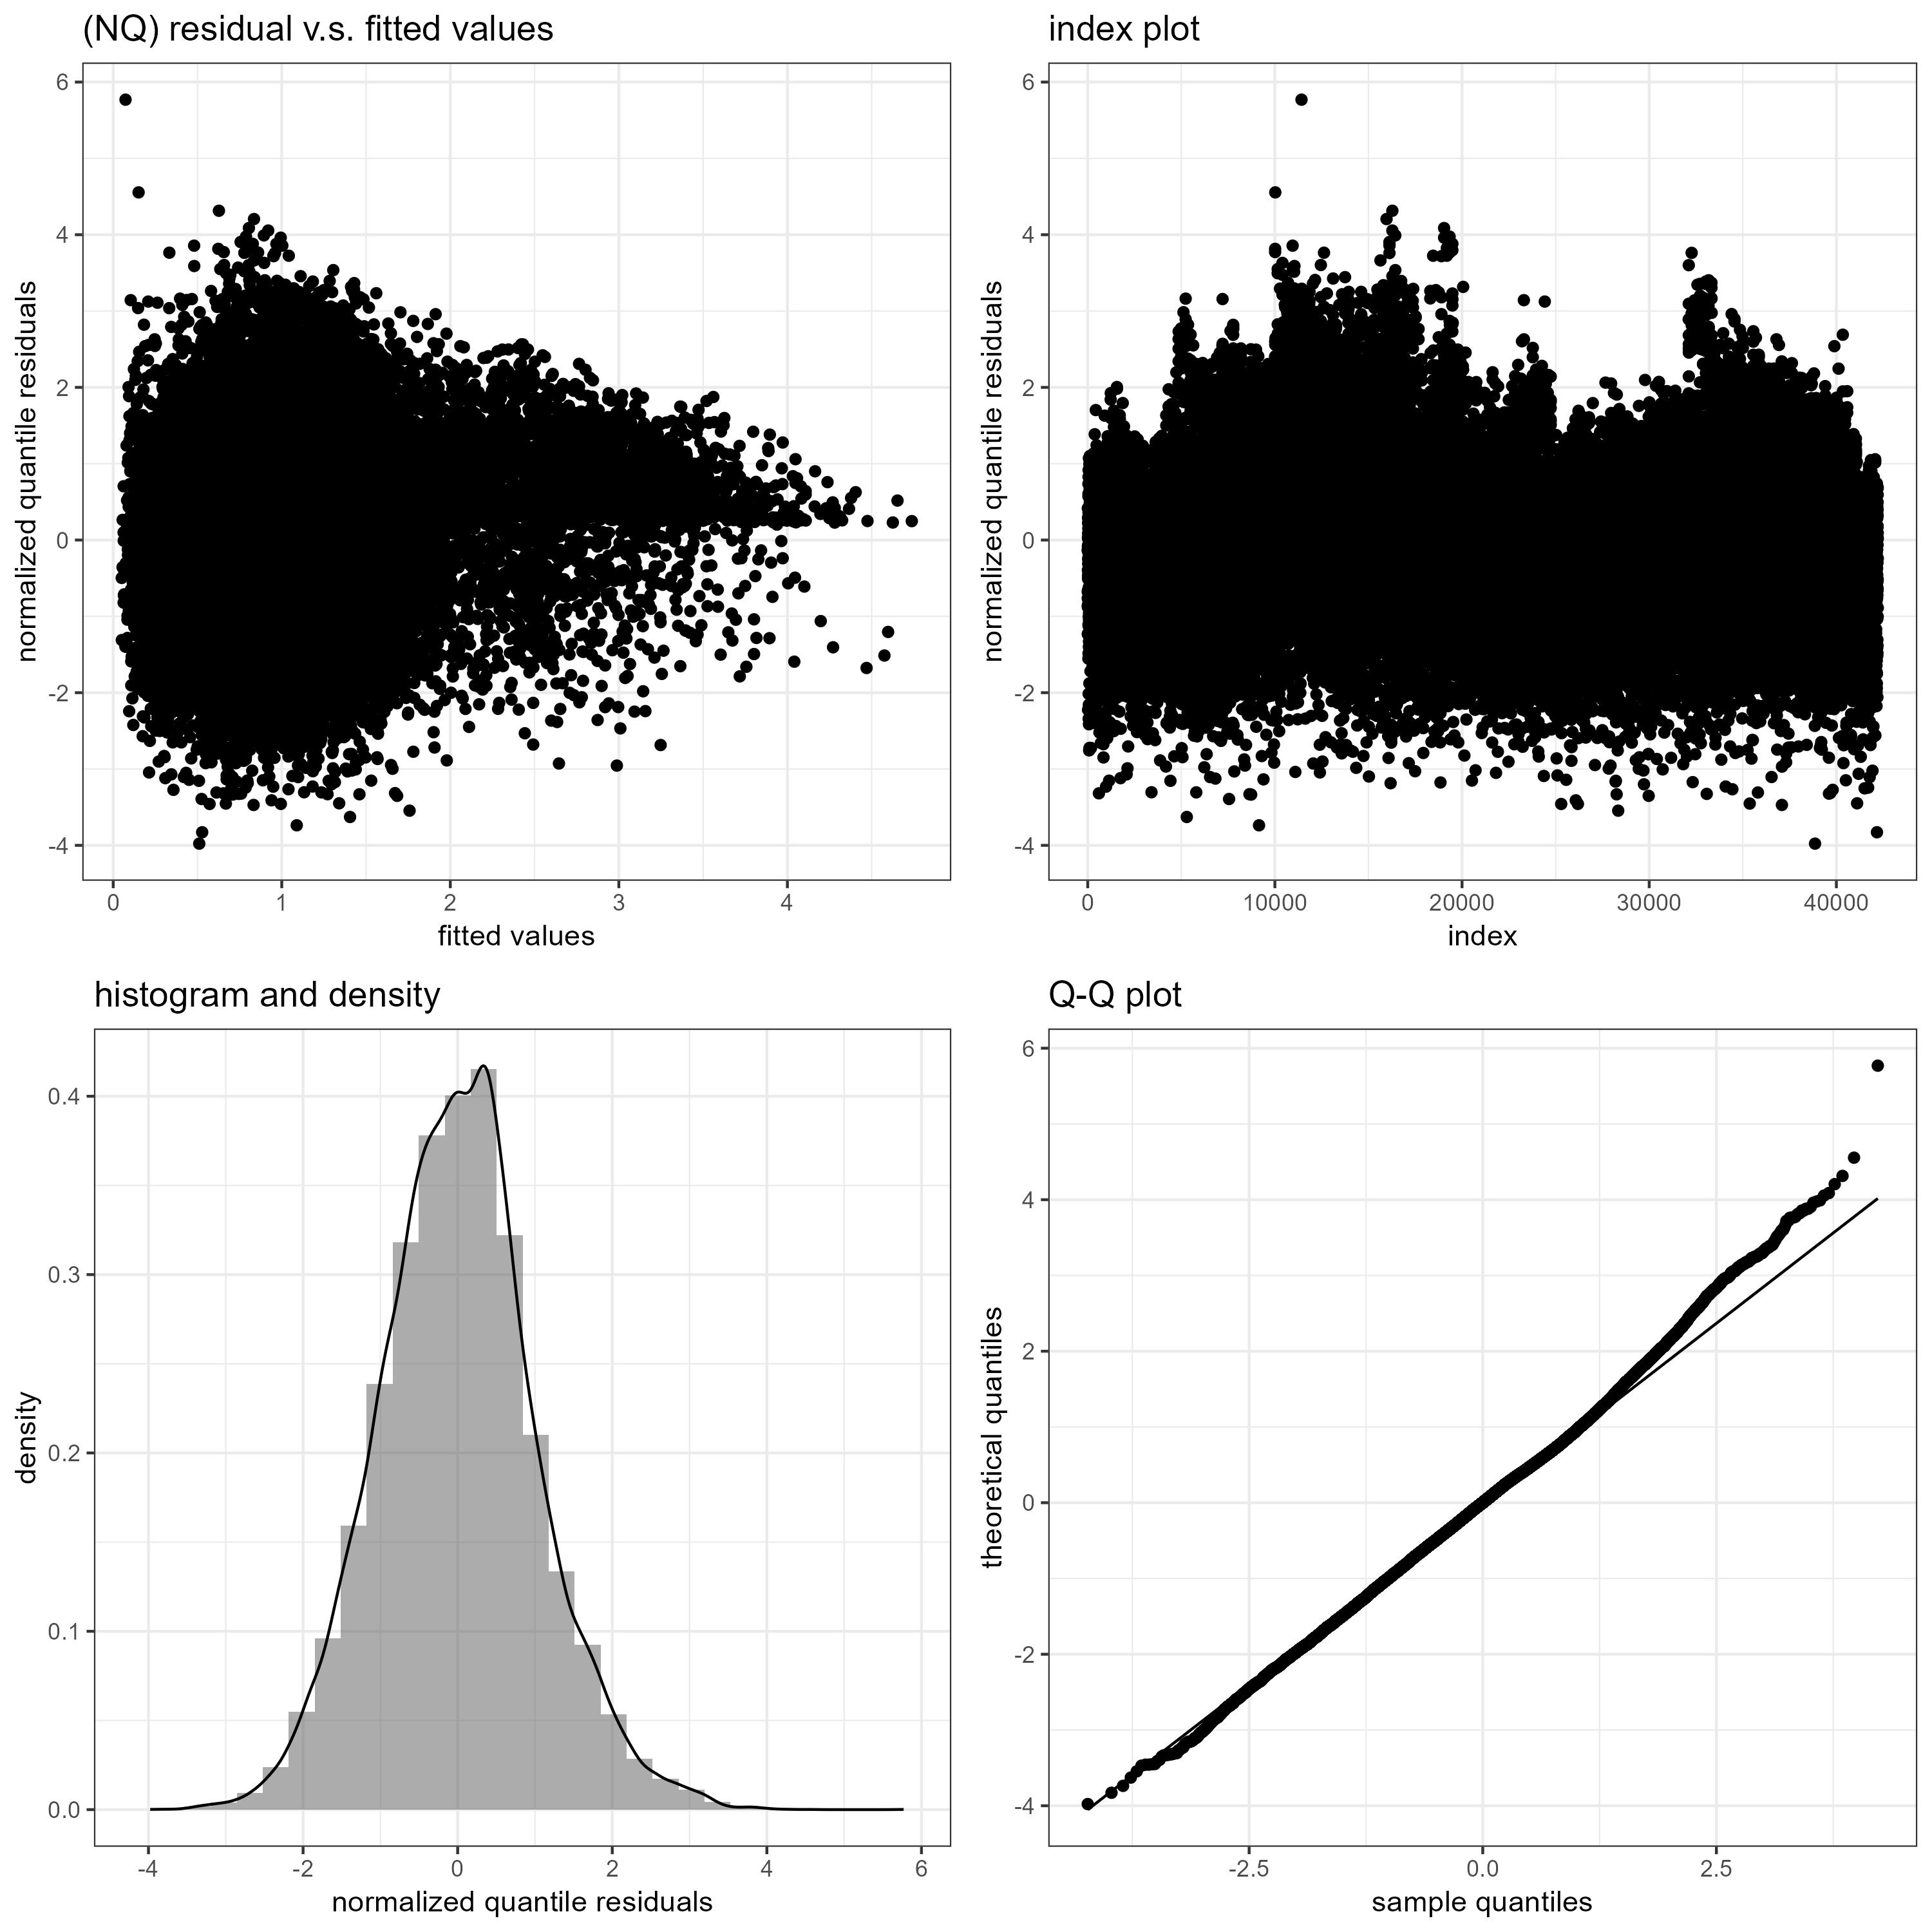 (NQ) residual v.s. fitted values
normalized quantile residuals
6
4
2
0
-2
-4
0 1 2 3 4
fitted values
index plot
normalized quantile residuals
6
4
2
0
-2
-4
0 10000 20000 30000 40000
index
histogram and density
density
0.4
0.3
0.2
0.1
0.0
-4 -2 0 2 4 6
normalized quantile residuals
Q-Q plot
theoretical quantiles
6
4
2
0
-2
-4
-2.5 0.0 2.5
sample quantiles